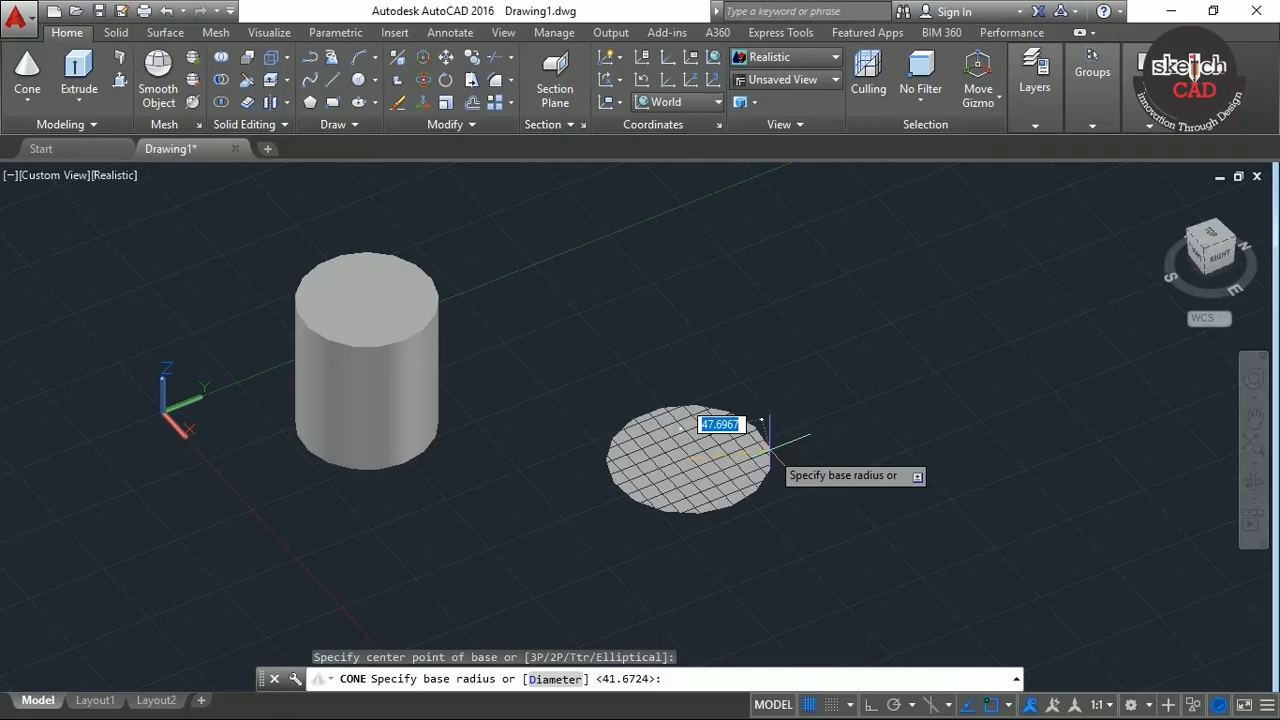 Autodesk AutoCAD 2016 Drawing1.dwg
Type a keyword or phrase
Sign In
Home Solid Surface Mesh Visualize Parametric Insert Annotate View Manage Output Add-ins A360 Express Tools Featured Apps BIM 360 Performance
Cone
Extrude
Smooth
Object
Section
Plane
Realistic
Unsaved View
World
Culling
No Filter
Move
Gizmo
Layers
Groups
sketch
CAD
innovation Through Design
Modeling Mesh Solid Editing Draw Modify Section Coordinates View Selection
Start Drawing1*
[−][Custom View][Realistic]
TOP
RIGHT
N
S
E
WCS
Z
Y
X
47.6967
Specify base radius or
Specify center point of base or [3P/2P/Ttr/Elliptical]:
CONE Specify base radius or [Diameter] <41.6724>:
Model Layout1 Layout2
MODEL
1:1